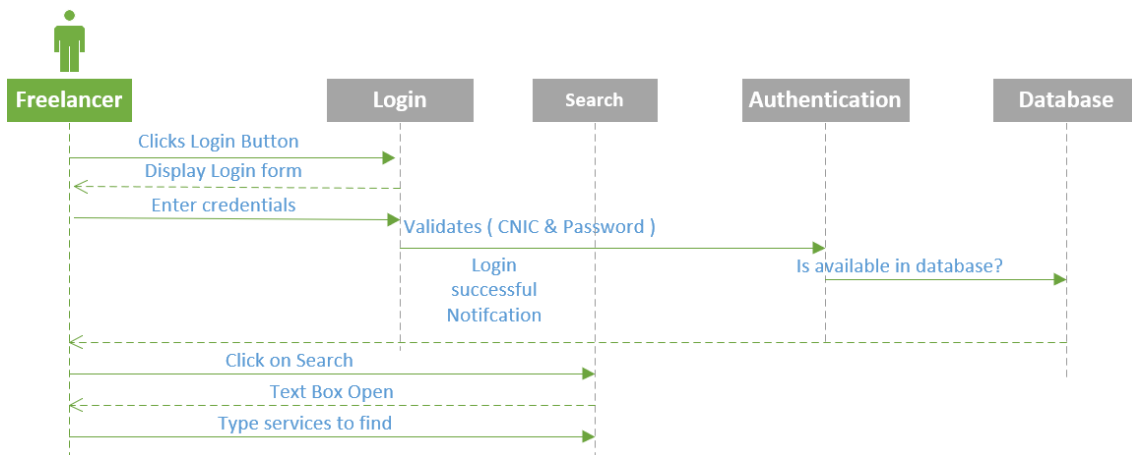 Freelancer
Login
Search
Authentication
Database
Clicks Login Button
Display Login form
Enter credentials
Validates ( CNIC & Password )
Is available in database?
Login
successful
Notifcation
Click on Search
Text Box Open
Type services to find